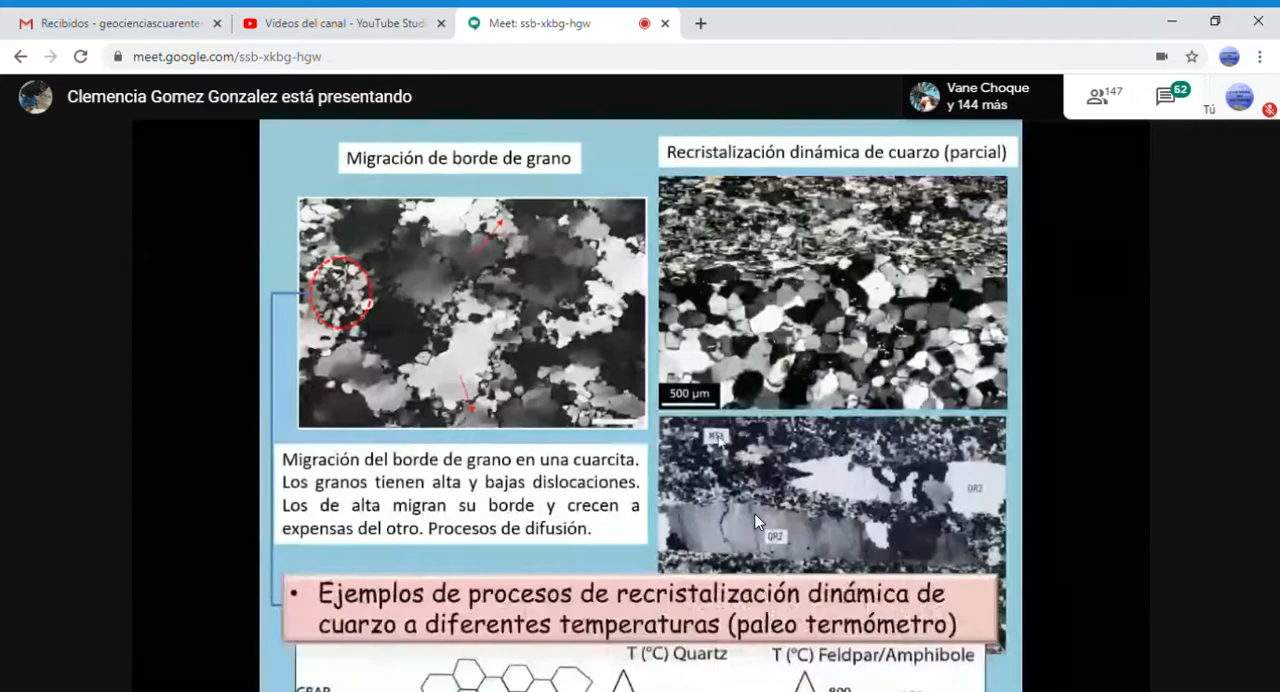 Recibidos - geocienciascuarente
Videos del canal - YouTube Studi
Meet: ssb-xkbg-hgw
meet.google.com/ssb-xkbg-hgw
Clemencia Gomez Gonzalez está presentando
Vane Choque
y 144 más
147
52
Tú
Migración de borde de grano
Recristalización dinámica de cuarzo (parcial)
500 µm
QRZ
QRZ
Migración del borde de grano en una cuarcita.
Los granos tienen alta y bajas dislocaciones.
Los de alta migran su borde y crecen a
expensas del otro. Procesos de difusión.
• Ejemplos de procesos de recristalización dinámica de
cuarzo a diferentes temperaturas (paleo termómetro)
T (°C) Quartz
T (°C) Feldpar/Amphibole